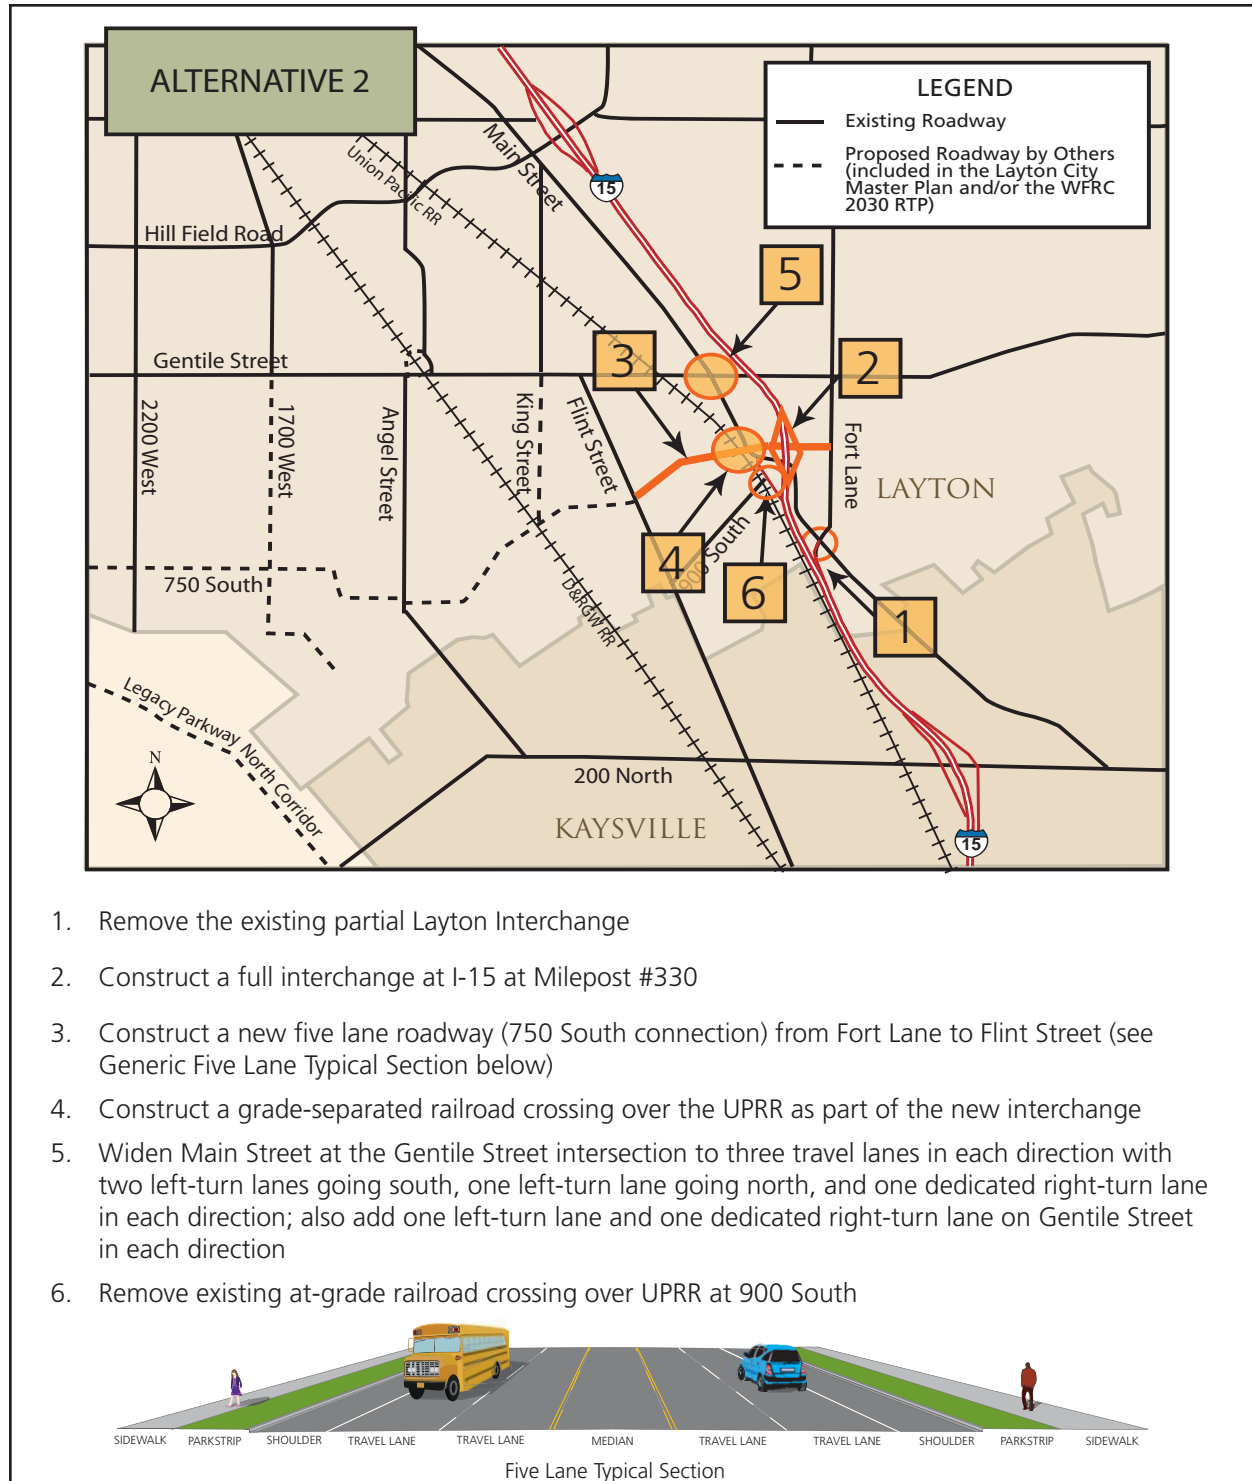 ALTERNATIVE 2
LEGEND
Existing Roadway
Proposed Roadway by Others
(included in the Layton City
Master Plan and/or the WFRC
2030 RTP)
Main Street
Union Pacific RR
15
Hill Field Road
5
Gentile Street
3
2
2200 West
1700 West
Angel Street
King Street
Flint Street
Fort Lane
LAYTON
4
900 South
6
1
750 South
D&RGW RR
Legacy Parkway North Corridor
N
200 North
KAYSVILLE
15
1. Remove the existing partial Layton Interchange
2. Construct a full interchange at I-15 at Milepost #330
3. Construct a new five lane roadway (750 South connection) from Fort Lane to Flint Street (see
Generic Five Lane Typical Section below)
4. Construct a grade-separated railroad crossing over the UPRR as part of the new interchange
5. Widen Main Street at the Gentile Street intersection to three travel lanes in each direction with
two left-turn lanes going south, one left-turn lane going north, and one dedicated right-turn lane
in each direction; also add one left-turn lane and one dedicated right-turn lane on Gentile Street
in each direction
6. Remove existing at-grade railroad crossing over UPRR at 900 South
SIDEWALK PARKSTRIP SHOULDER TRAVEL LANE TRAVEL LANE MEDIAN TRAVEL LANE TRAVEL LANE SHOULDER PARKSTRIP SIDEWALK
Five Lane Typical Section